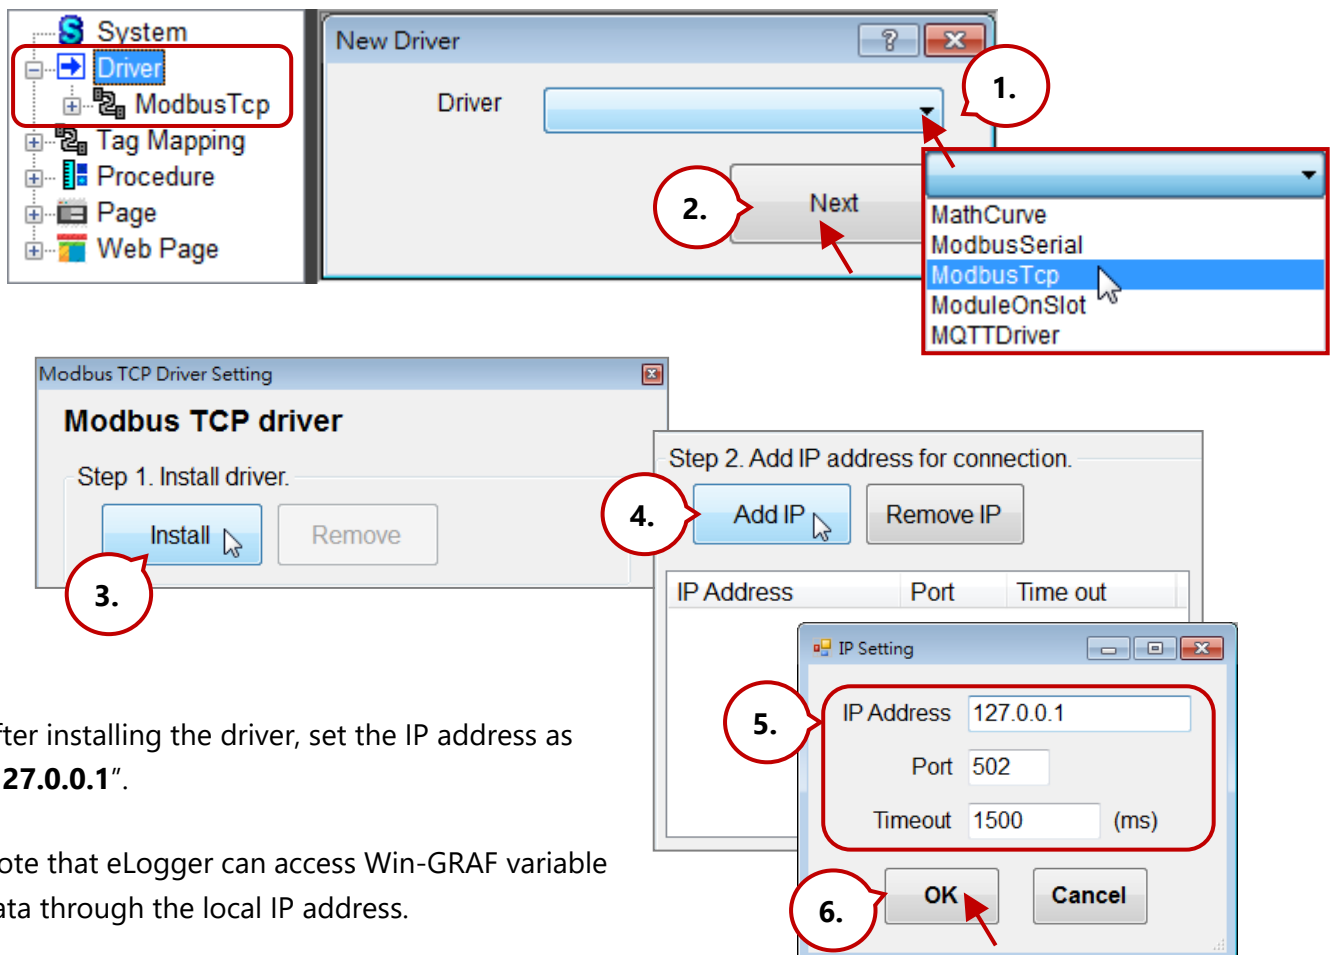 System
Driver
ModbusTcp
Tag Mapping
Procedure
Page
Web Page
New Driver
?
Driver
1.
2.
Next
MathCurve
ModbusSerial
ModbusTcp
ModuleOnSlot
MQTTDriver
Modbus TCP Driver Setting
Modbus TCP driver
Step 1. Install driver.
Install
Remove
3.
Step 2. Add IP address for connection.
4.
Add IP
Remove IP
IP Address Port Time out
IP Setting
5.
IP Address 127.0.0.1
Port 502
Timeout 1500 (ms)
OK
Cancel
6.
fter installing the driver, set the IP address as
27.0.0.1".
ote that eLogger can access Win-GRAF variable
ata through the local IP address.